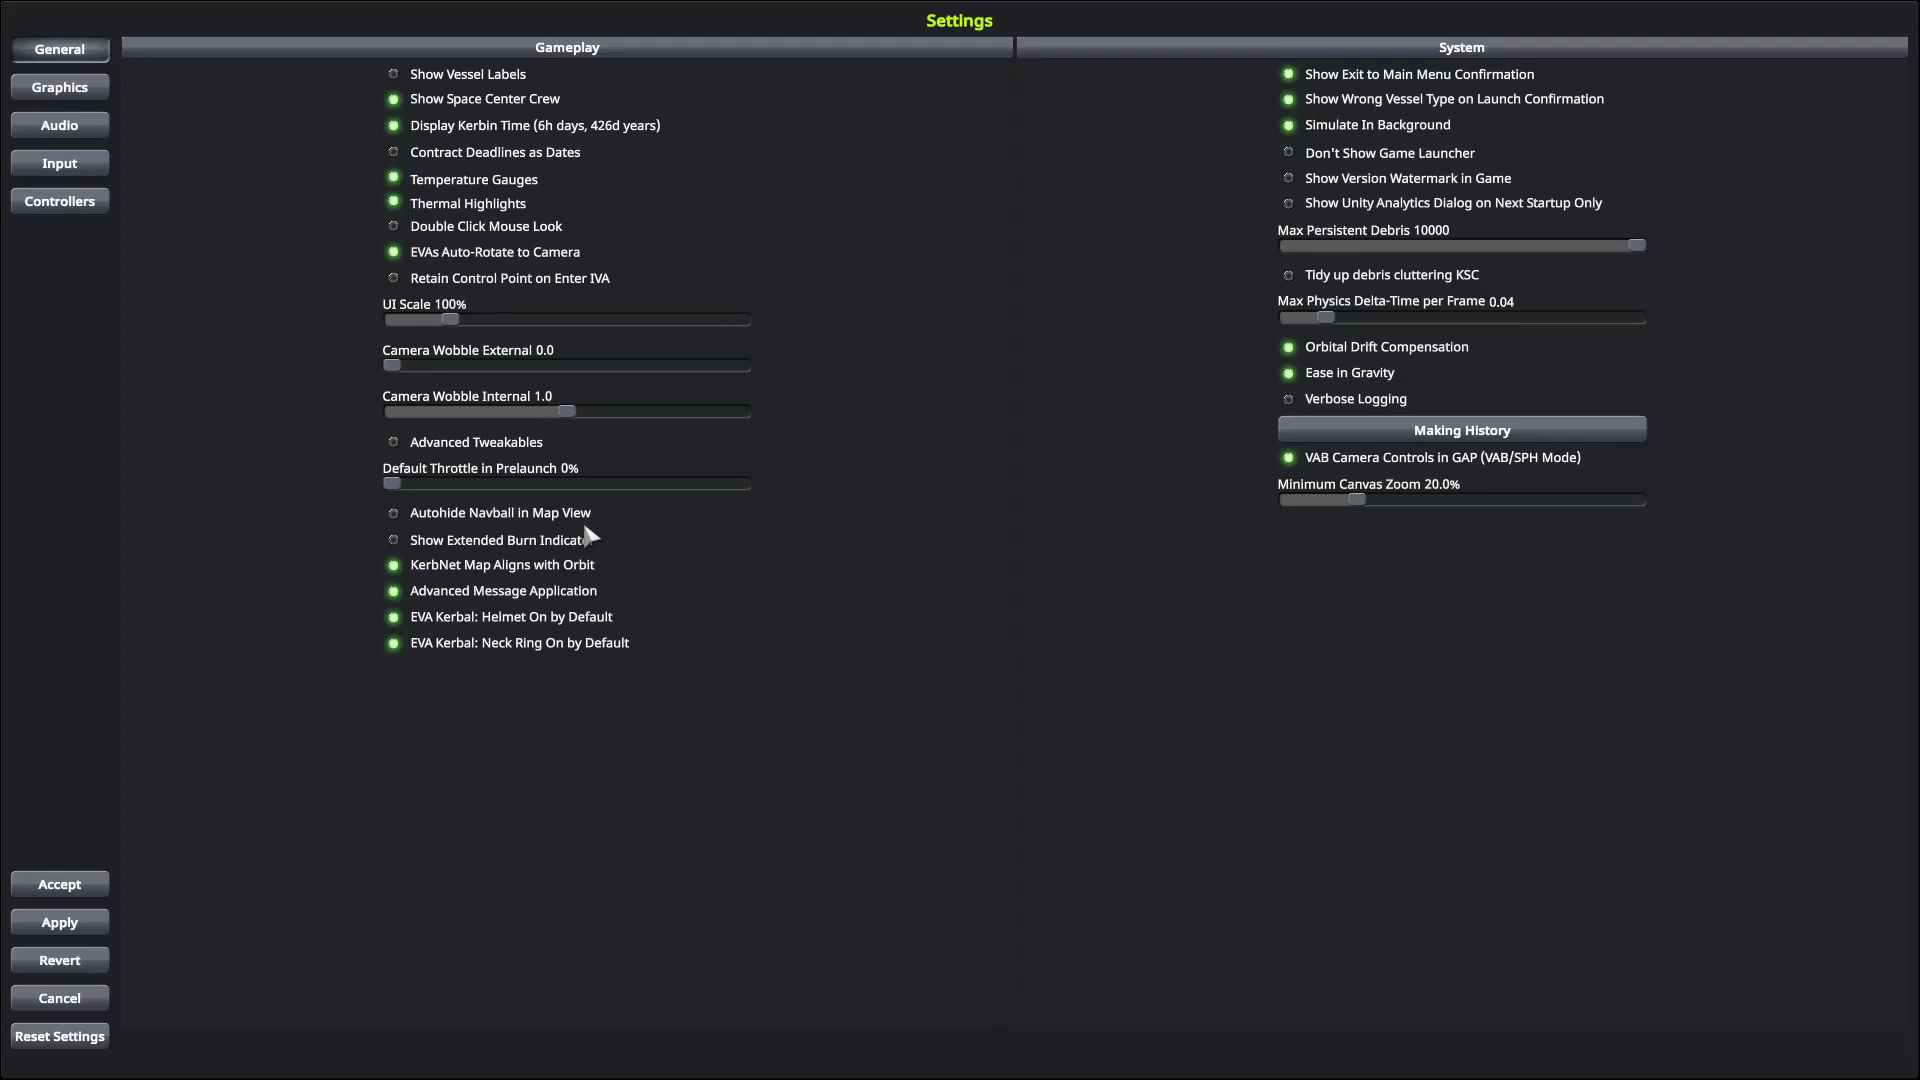 Settings
General
Graphics
Audio
Input
Controllers
Gameplay
Show Vessel Labels
Show Space Center Crew
Display Kerbin Time (6h days, 426d years)
Contract Deadlines as Dates
Temperature Gauges
Thermal Highlights
Double Click Mouse Look
EVAs Auto-Rotate to Camera
Retain Control Point on Enter IVA
UI Scale 100%
Camera Wobble External 0.0
Camera Wobble Internal 1.0
Advanced Tweakables
Default Throttle in Prelaunch 0%
Autohide Navball in Map View
Show Extended Burn
KerbNet Map Aligns with Orbit
Advanced Message Application
EVA Kerbal: Helmet On by Default
EVA Kerbal: Neck Ring On by Default
System
Show Exit to Main Menu Confirmation
Show Wrong Vessel Type on Launch Confirmation
Simulate In Background
Don't Show Game Launcher
Show Version Watermark in Game
Show Unity Analytics Dialog on Next Startup Only
Max Persistent Debris 10000
Tidy up debris cluttering KSC
Max Physics Delta-Time per Frame 0.04
Orbital Drift Compensation
Ease in Gravity
Verbose Logging
Making History
VAB Camera Controls in GAP (VAB/SPH Mode)
Minimum Canvas Zoom 20.0%
Accept
Apply
Revert
Cancel
Reset Settings